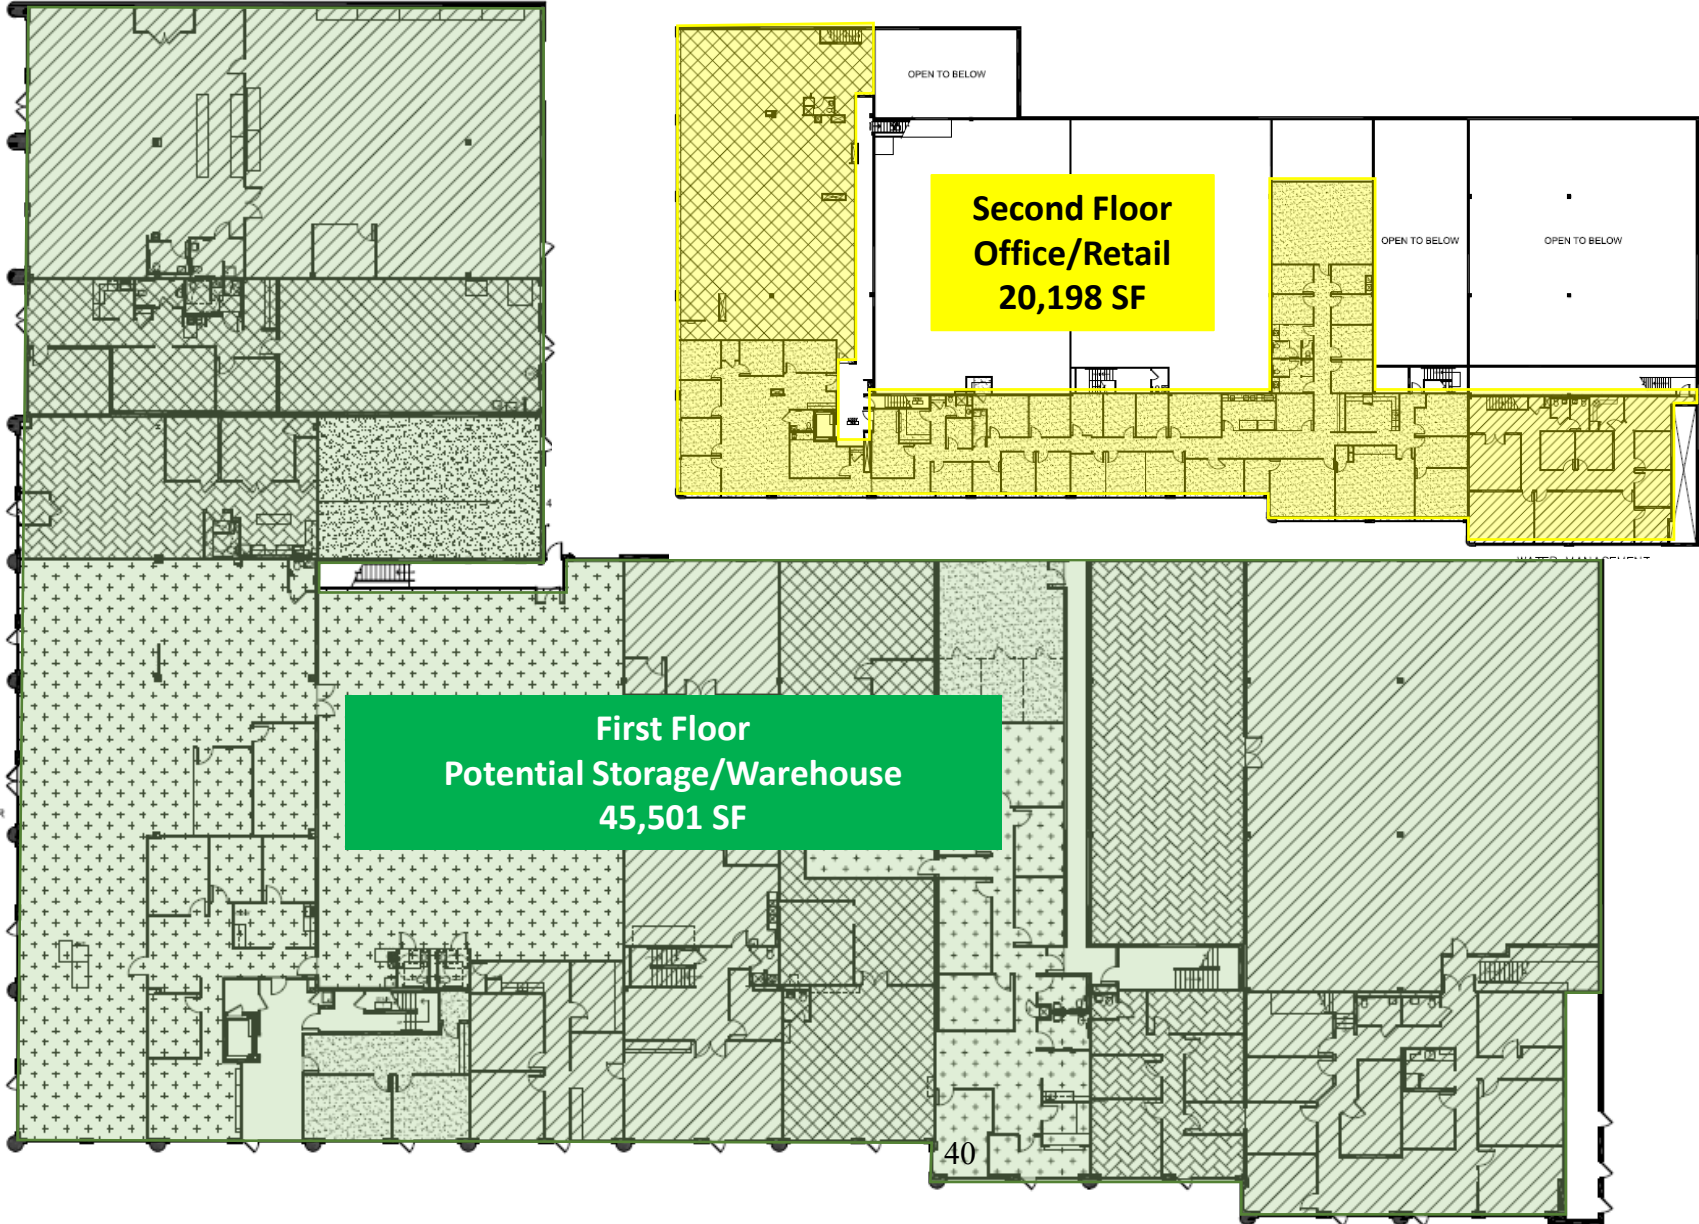 OPEN TO BELOW
Second Floor
Office/Retail
20,198 SF
OPEN TO BELOW
OPEN TO BELOW
4
First Floor
Potential Storage/Warehouse
45,501 SF
40